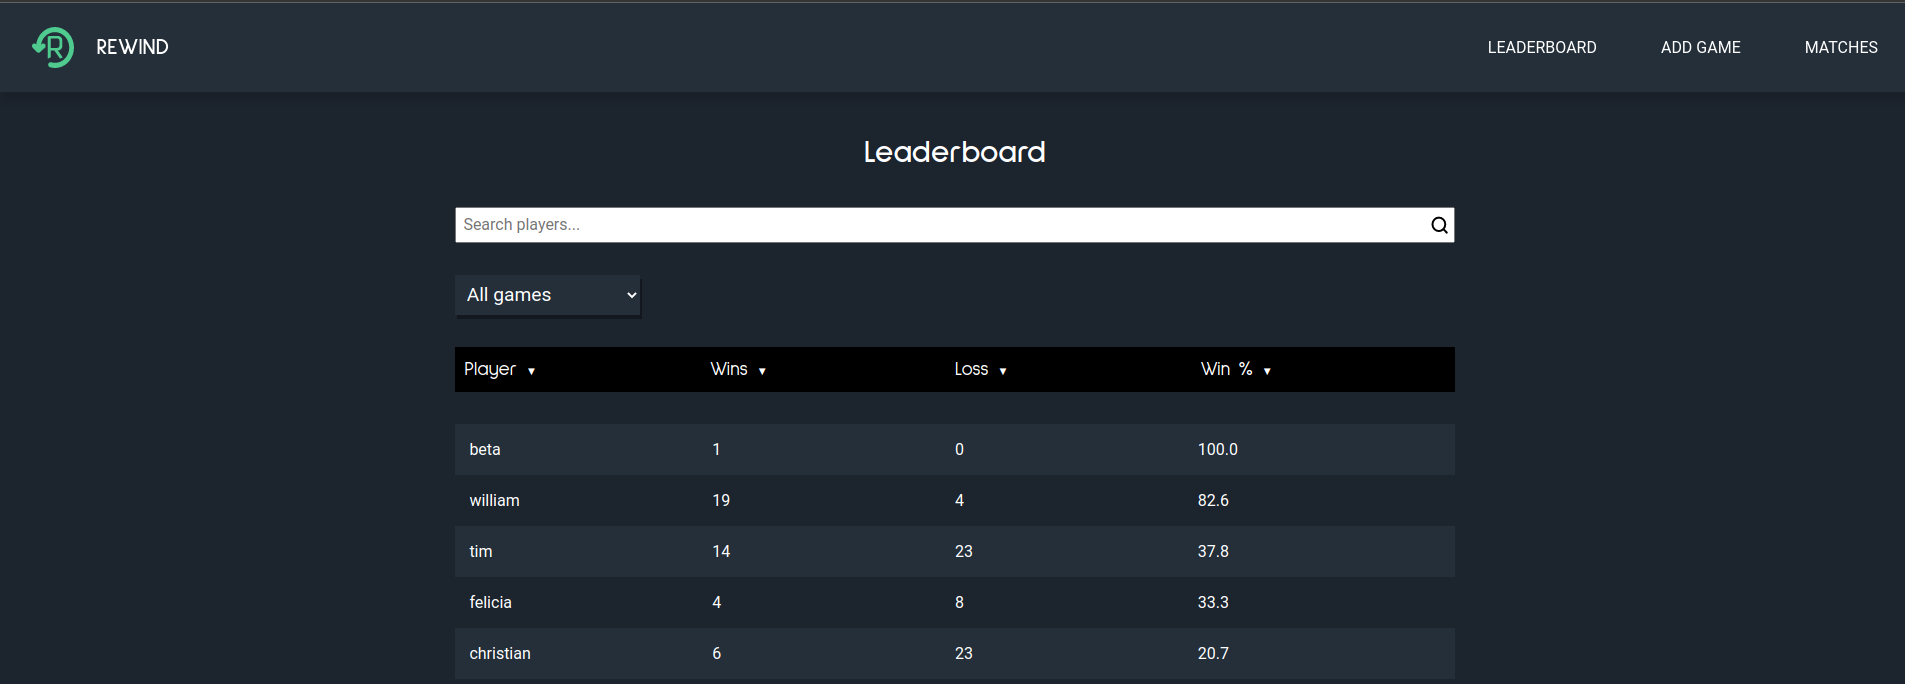 R REWIND LEADERBOARD ADD GAME MATCHES
Leaderboard
Search players...
All games
Player ▼ Wins ▼ Loss ▼ Win % ▼
beta 1 0 100.0
william 19 4 82.6
tim 14 23 37.8
felicia 4 8 33.3
christian 6 23 20.7